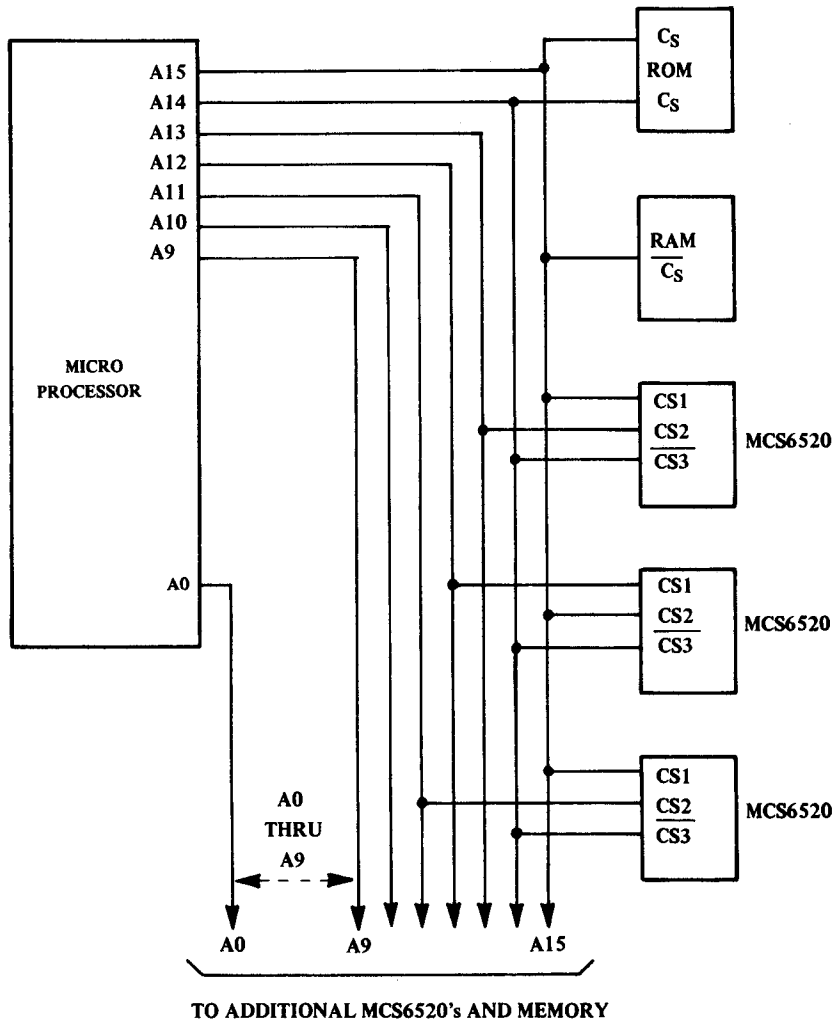 A15
A14
A13
A12
A11
A10
A9
MICRO
PROCESSOR
A0
CS
ROM
CS
RAM
CS
CS1
CS2
CS3
MCS6520
CS1
CS2
CS3
MCS6520
CS1
CS2
CS3
MCS6520
A0
THRU
A9
A0 A9 A15
TO ADDITIONAL MCS6520's AND MEMORY